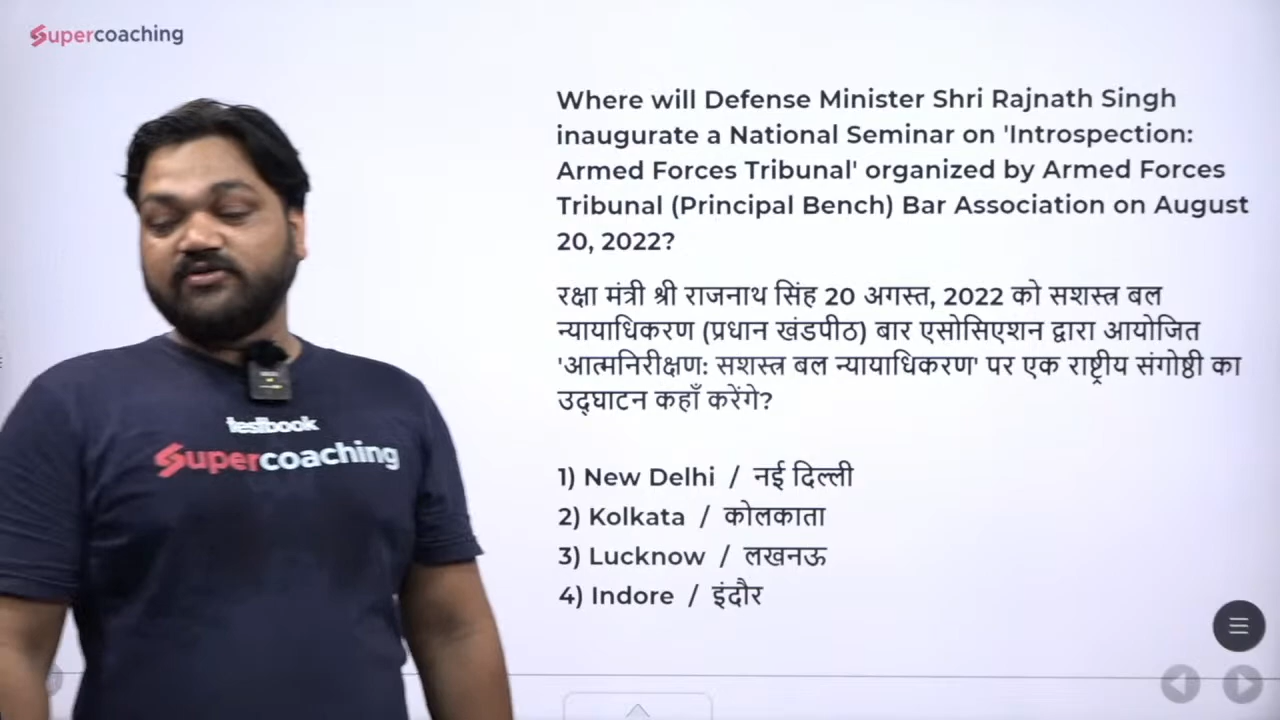 Supercoaching
Where will Defense Minister Shri Rajnath Singh
inaugurate a National Seminar on 'Introspection:
Armed Forces Tribunal' organized by Armed Forces
Tribunal (Principal Bench) Bar Association on August
20, 2022?
रक्षा मंत्री श्री राजनाथ सिंह 20 अगस्त, 2022 को सशस्त्र बल
न्यायाधिकरण (प्रधान खंडपीठ) बार एसोसिएशन द्वारा आयोजित
'आत्मनिरीक्षण: सशस्त्र बल न्यायाधिकरण' पर एक राष्ट्रीय संगोष्ठी का
उद्घाटन कहाँ करेंगे?
1) New Delhi / नई दिल्ली
2) Kolkata / कोलकाता
3) Lucknow / लखनऊ
4) Indore / इंदौर
testbook
Supercoaching